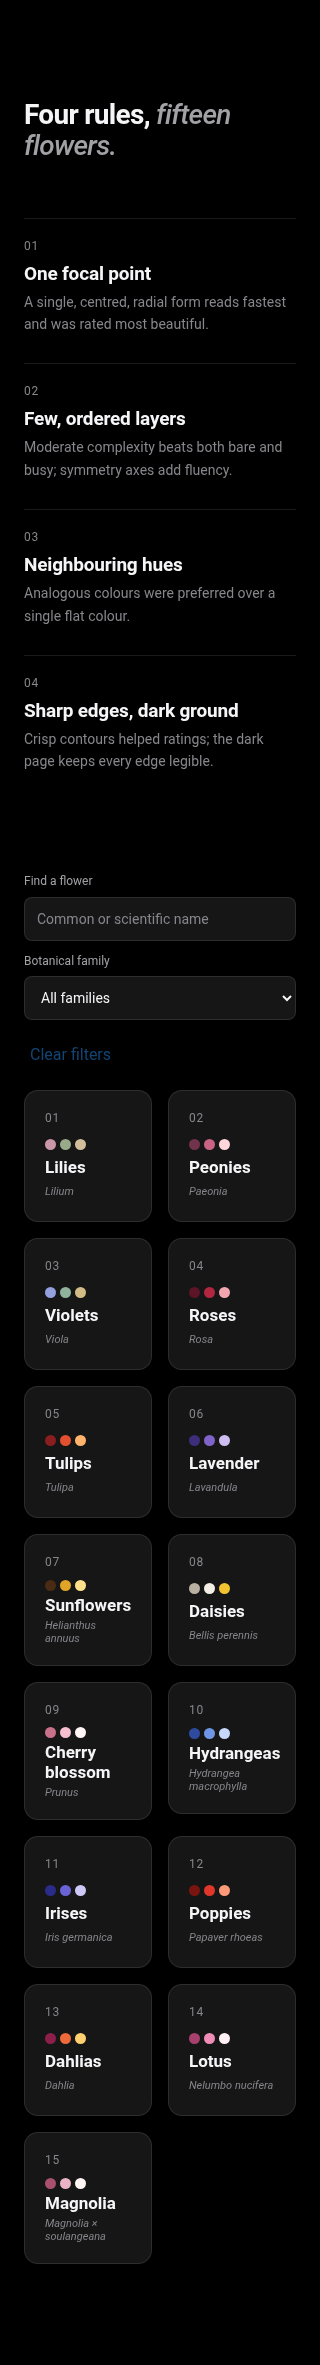 Four rules, fifteen
flowers.
01
One focal point
A single, centred, radial form reads fastest
and was rated most beautiful.
02
Few, ordered layers
Moderate complexity beats both bare and
busy; symmetry axes add fluency.
03
Neighbouring hues
Analogous colours were preferred over a
single flat colour.
04
Sharp edges, dark ground
Crisp contours helped ratings; the dark
page keeps every edge legible.
Find a flower
Common or scientific name
Botanical family
All families
Clear filters
01
Lilies
Lilium
02
Peonies
Paeonia
03
Violets
Viola
04
Roses
Rosa
05
Tulips
Tulipa
06
Lavender
Lavandula
07
Sunflowers
Helianthus
annuus
08
Daisies
Bellis perennis
09
Cherry
blossom
Prunus
10
Hydrangeas
Hydrangea
macrophylla
11
Irises
Iris germanica
12
Poppies
Papaver rhoeas
13
Dahlias
Dahlia
14
Lotus
Nelumbo nucifera
15
Magnolia
Magnolia ×
soulangeana